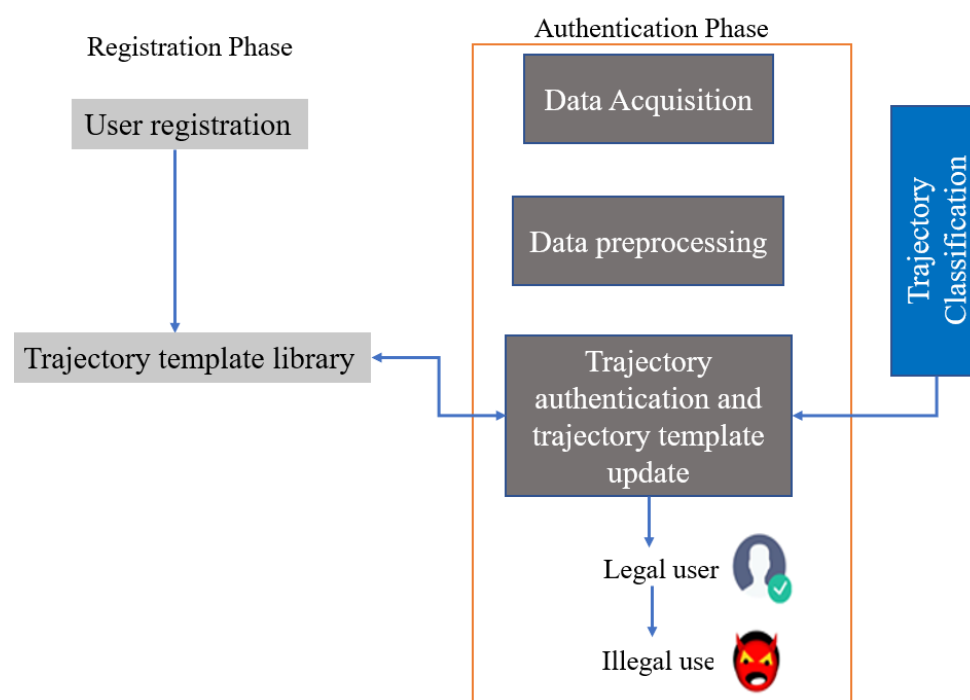 Registration Phase
Authentication Phase
User registration
Data Acquisition
Data preprocessing
Trajectory
Classification
Trajectory template library
Trajectory
authentication and
trajectory template
update
Legal user
Illegal use